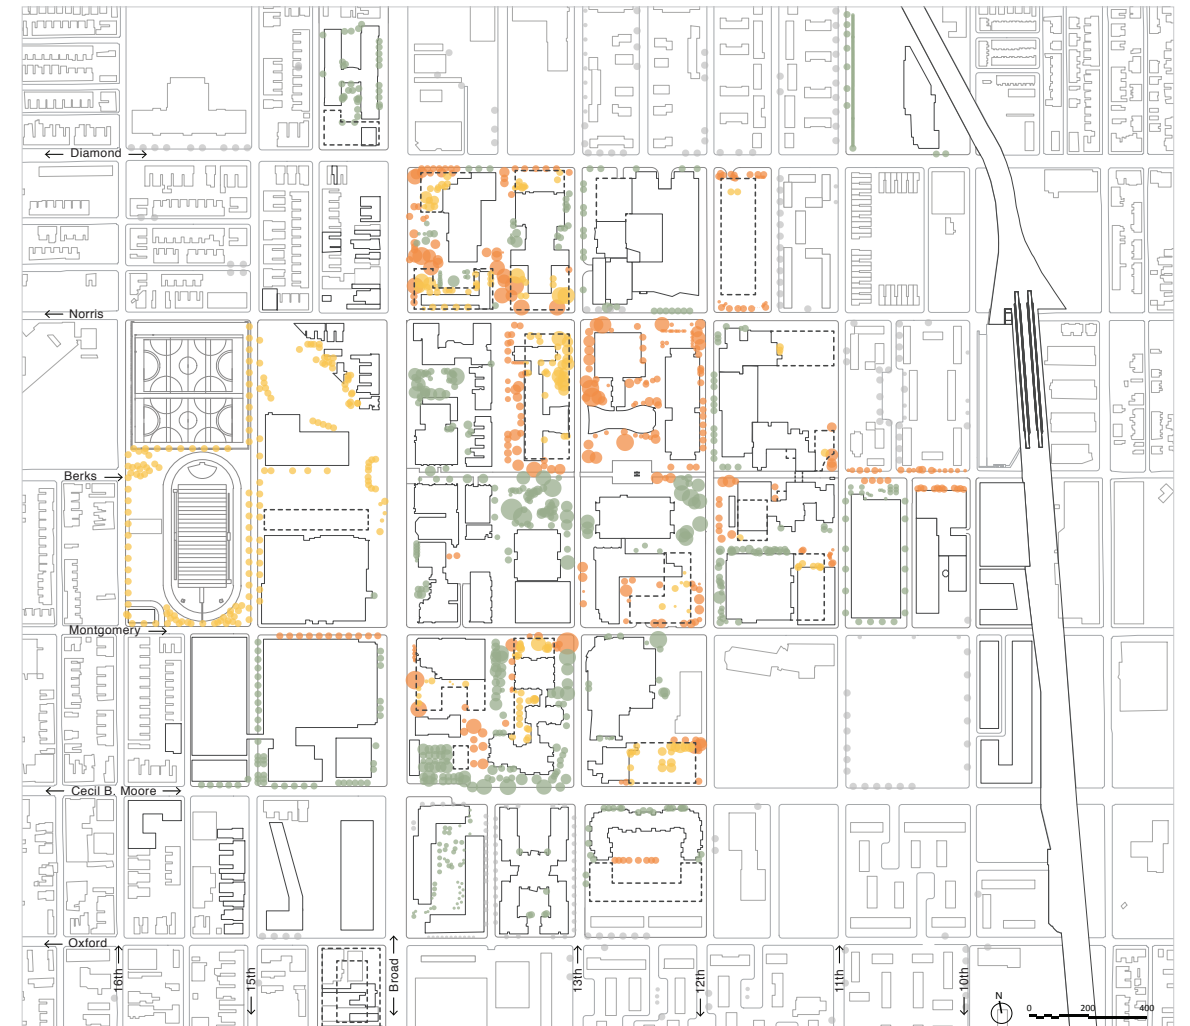 Diamond
Norris
Berks
Montgomery
Cecil B. Moore
Oxford
16th
15th
Broad
13th
12th
11th
10th
N
0 200 400